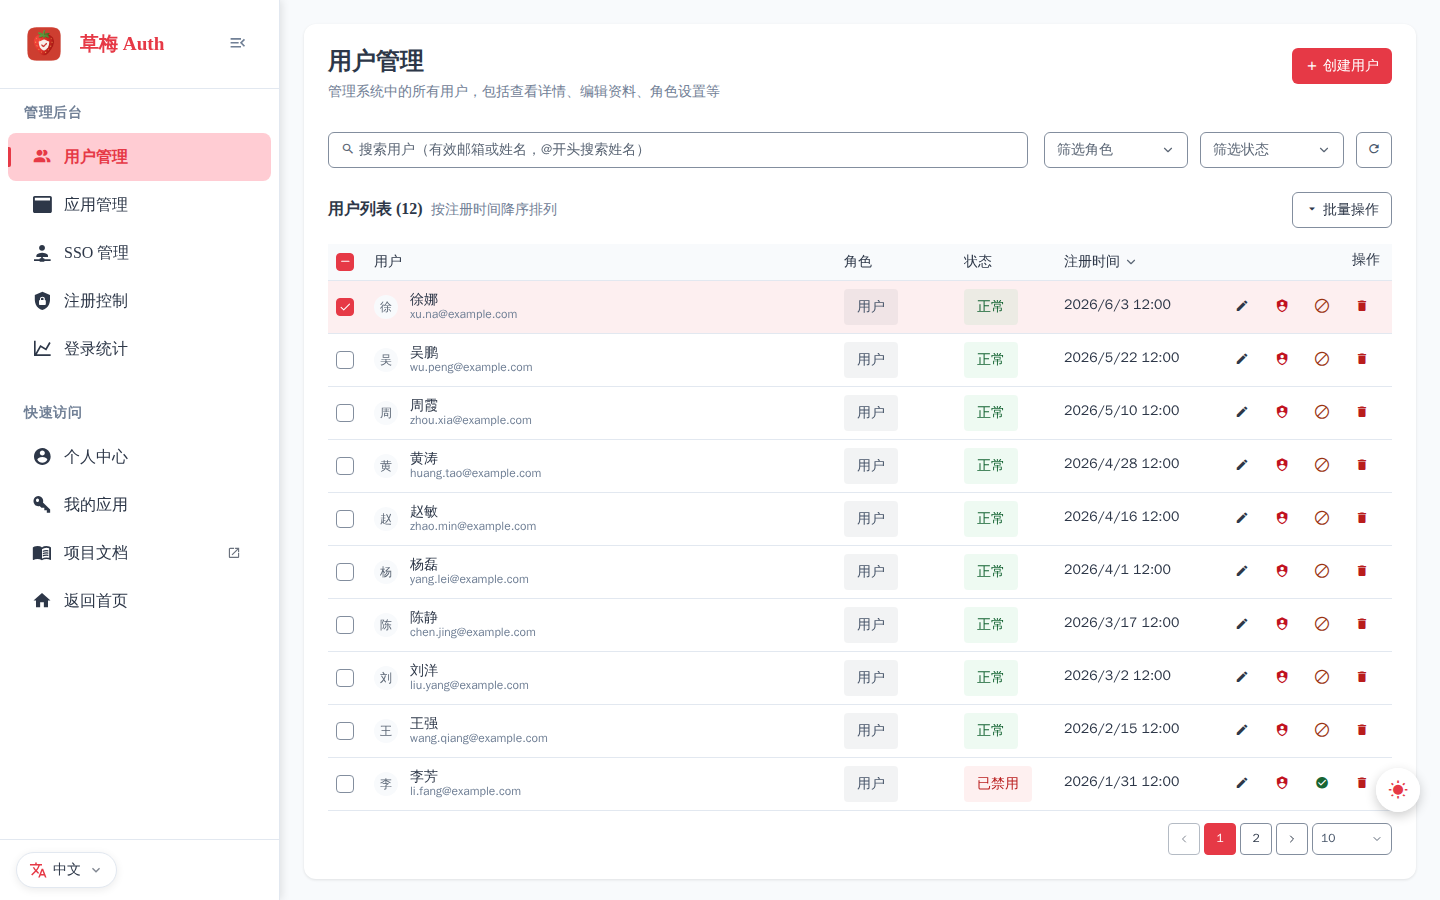 草梅 Auth
管理后台
用户管理
应用管理
SSO 管理
注册控制
登录统计
快速访问
个人中心
我的应用
项目文档
返回首页
中文
用户管理
管理系统中的所有用户，包括查看详情、编辑资料、角色设置等
创建用户
搜索用户（有效邮箱或姓名，@开头搜索姓名）
筛选角色
筛选状态
用户列表 (12) 按注册时间降序排列
批量操作
用户 角色 状态 注册时间 操作
徐 徐娜 用户 正常 2026/6/3 12:00
xu.na@example.com
吴 吴鹏 用户 正常 2026/5/22 12:00
wu.peng@example.com
周 周霞 用户 正常 2026/5/10 12:00
zhou.xia@example.com
黄 黄涛 用户 正常 2026/4/28 12:00
huang.tao@example.com
赵 赵敏 用户 正常 2026/4/16 12:00
zhao.min@example.com
杨 杨磊 用户 正常 2026/4/1 12:00
yang.lei@example.com
陈 陈静 用户 正常 2026/3/17 12:00
chen.jing@example.com
刘 刘洋 用户 正常 2026/3/2 12:00
liu.yang@example.com
王 王强 用户 正常 2026/2/15 12:00
wang.qiang@example.com
李 李芳 用户 已禁用 2026/1/31 12:00
li.fang@example.com
1 2 10